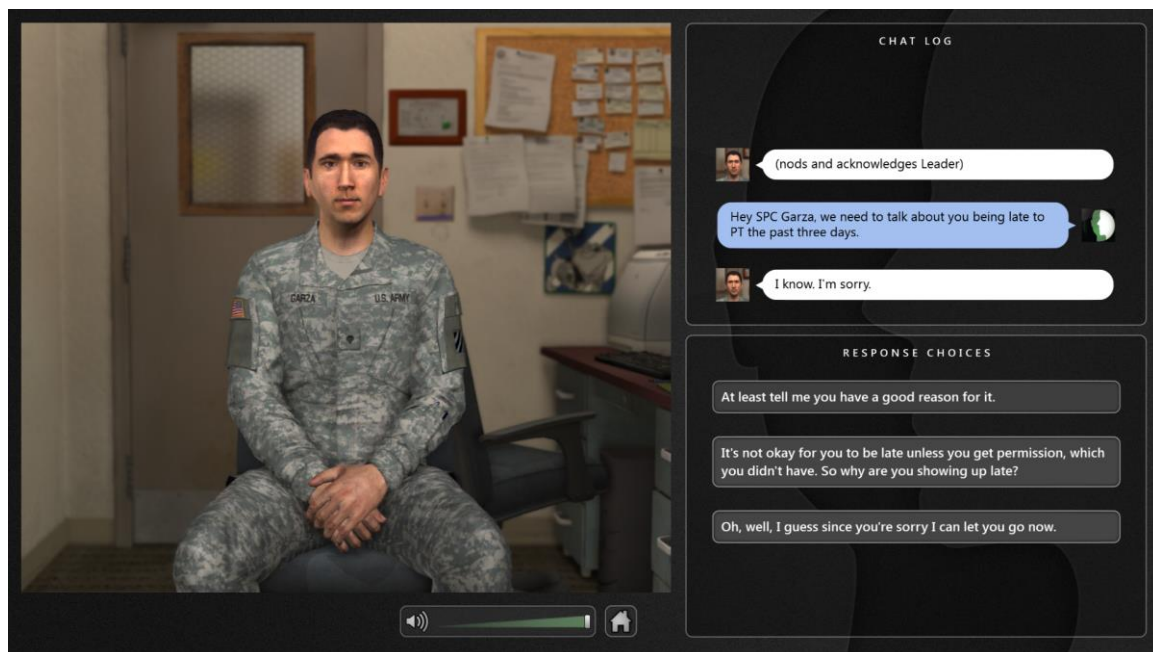 CHAT LOG
(nods and acknowledges Leader)
Hey SPC Garza, we need to talk about you being late to
PT the past three days.
I know. I'm sorry.
GARZA
U.S. ARMY
RESPONSE CHOICES
At least tell me you have a good reason for it.
It's not okay for you to be late unless you get permission, which
you didn't have. So why are you showing up late?
Oh, well, I guess since you're sorry I can let you go now.